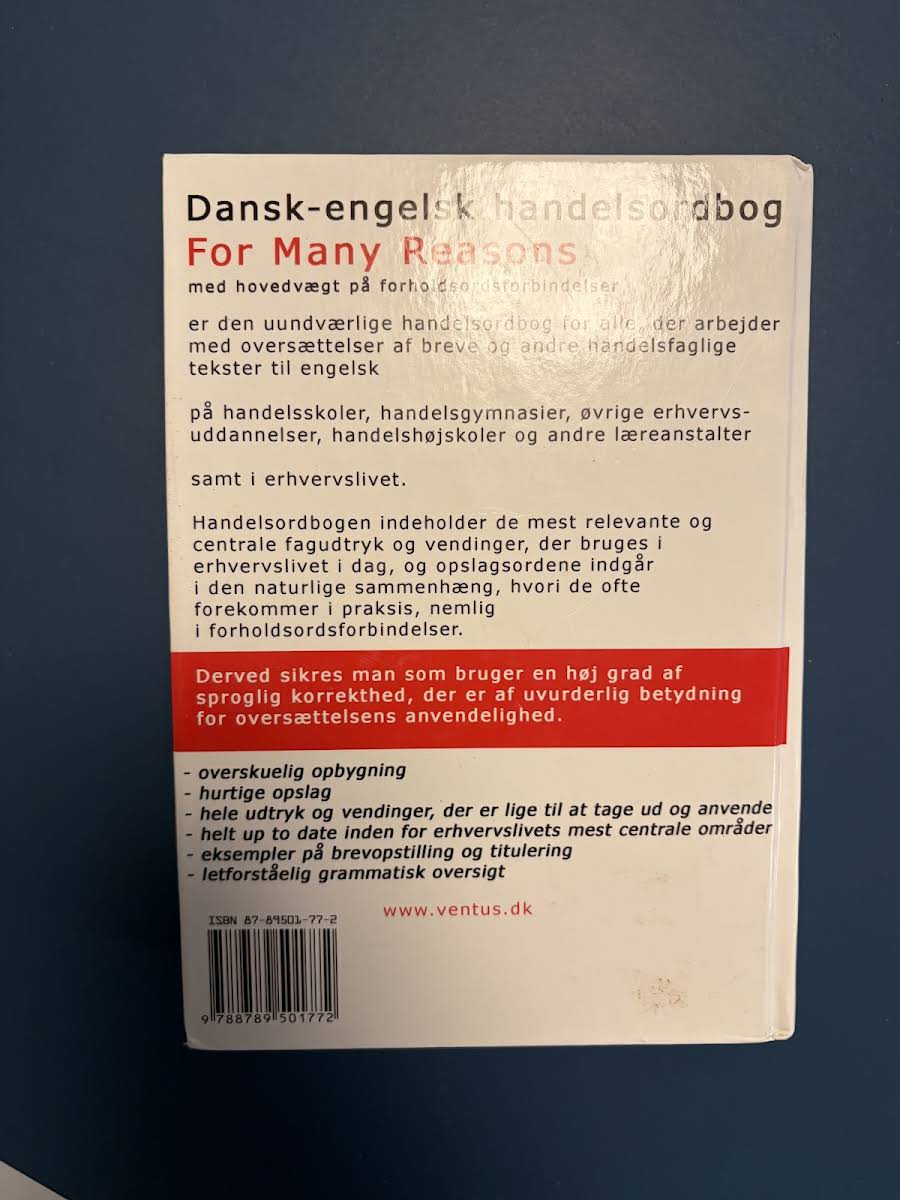 Dansk-engelsk handelsordbog
For Many Reasons
med hovedvægt på forholdsordsforbindelser
er den uundværlige handelsordbog for alle, der arbejder
med oversættelser af breve og andre handelsfaglige
tekster til engelsk
på handelsskoler, handelsgymnasier, øvrige erhvervs-
uddannelser, handelshøjskoler og andre læreanstalter
samt i erhvervslivet.
Handelsordbogen indeholder de mest relevante og
centrale fagudtryk og vendinger, der bruges i
erhvervslivet i dag, og opslagsordene indgår
i den naturlige sammenhæng, hvori de ofte
forekommer i praksis, nemlig
i forholdsordsforbindelser.
Derved sikres man som bruger en høj grad af
sproglig korrekthed, der er af uvurderlig betydning
for oversættelsens anvendelighed.
- overskuelig opbygning
- hurtige opslag
- hele udtryk og vendinger, der er lige til at tage ud og anvende
- helt up to date inden for erhvervslivets mest centrale områder
- eksempler på brevopstilling og titulering
- letforståelig grammatisk oversigt
www.ventus.dk
ISBN 87-89501-77-2
9 788789 501772